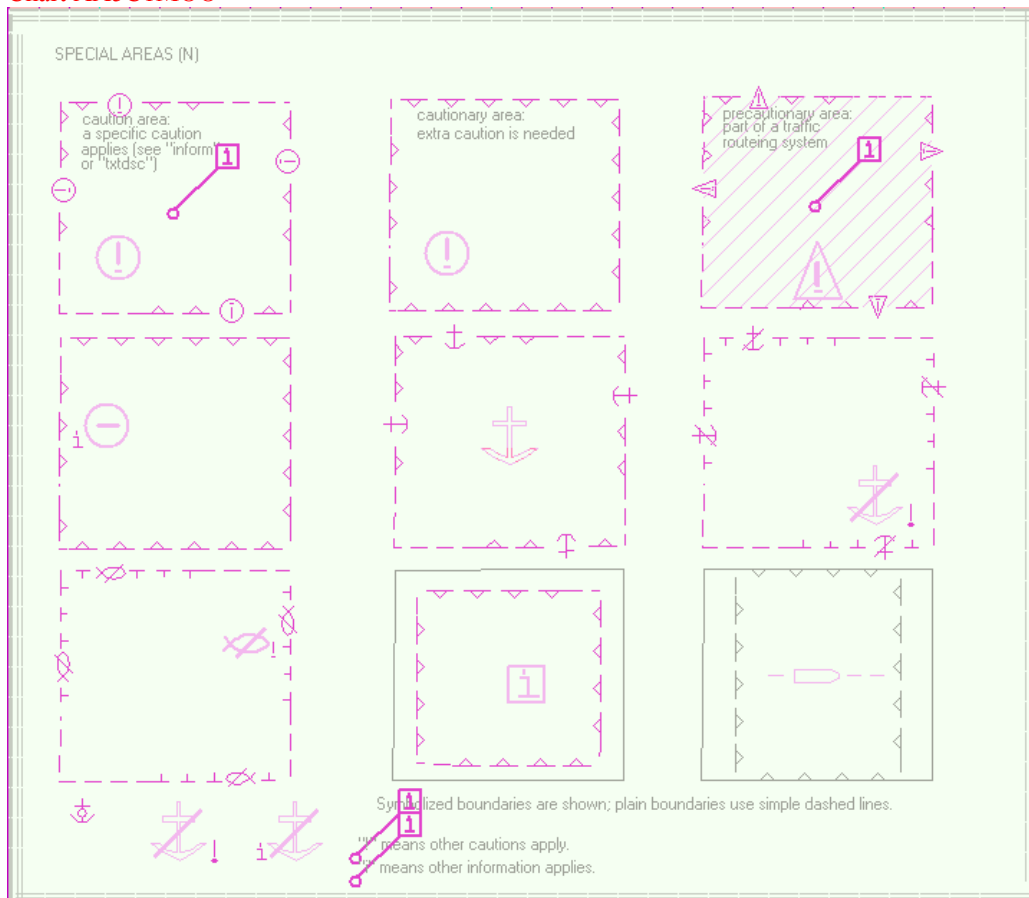 SPECIAL AREAS (N)
caution area:
a specific caution
applies (see "inform"
or "txtdsc")
cautionary area:
extra caution is needed
precautionary area:
part of a traffic
routeing system
Symbolized boundaries are shown; plain boundaries use simple dashed lines.
means other cautions apply.
means other information applies.